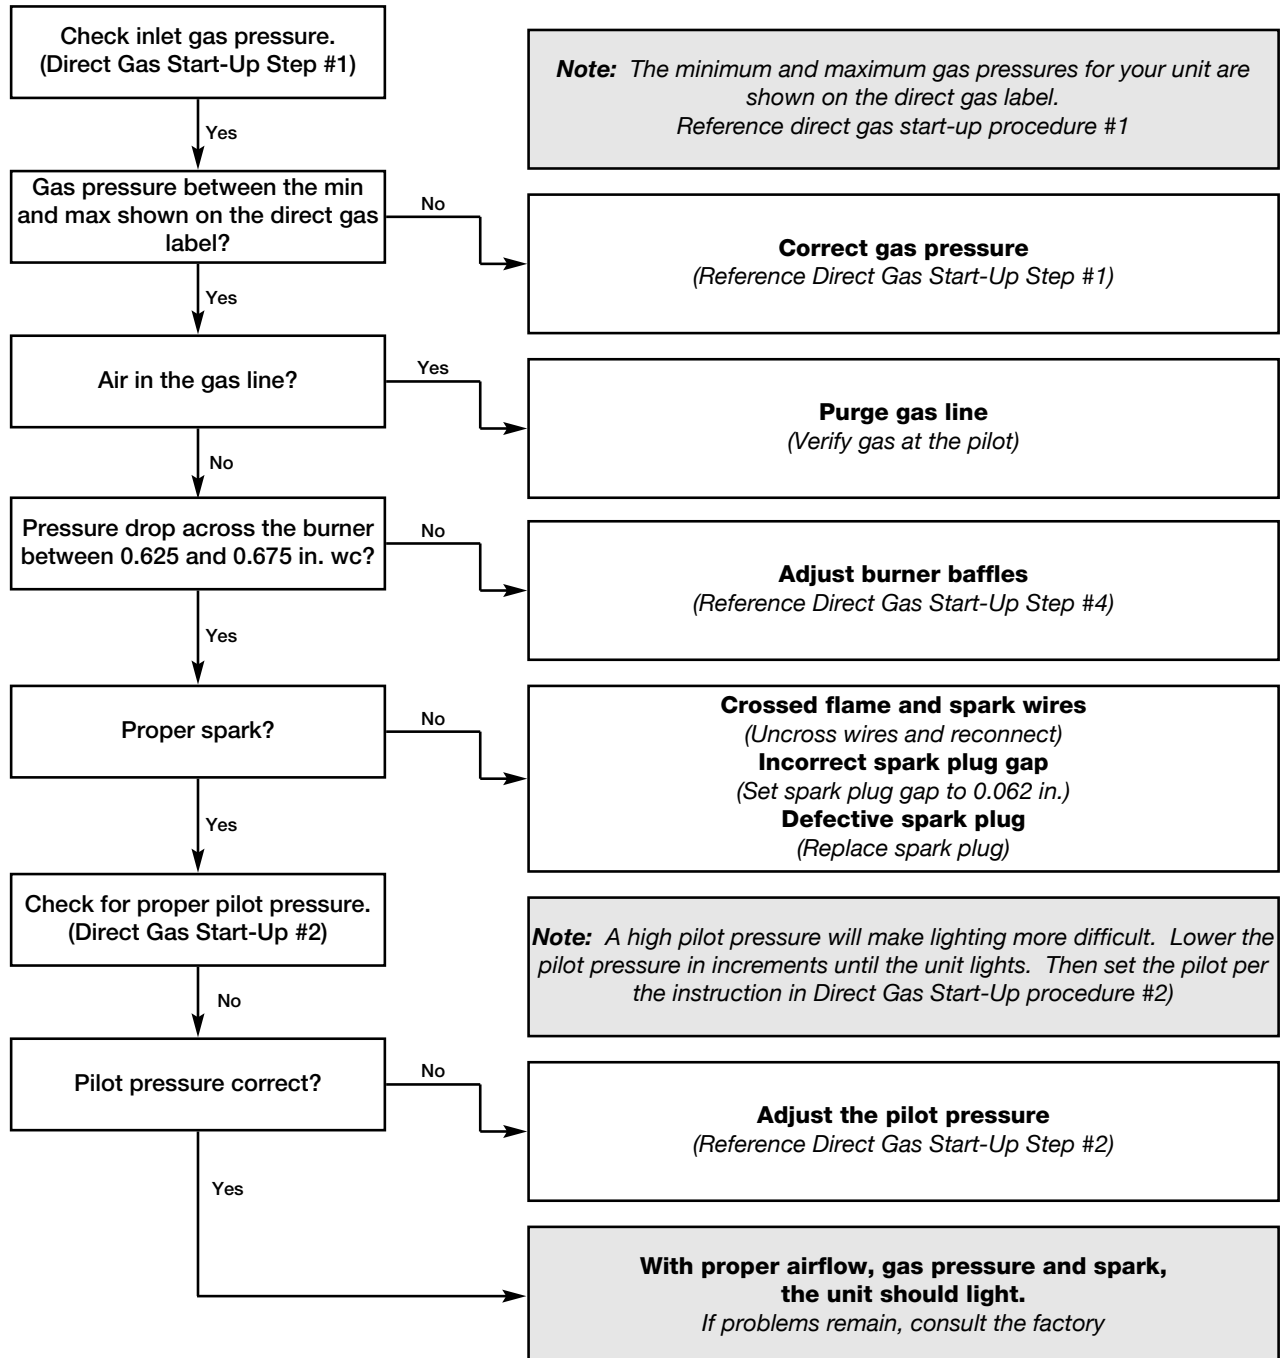 Check inlet gas pressure.
(Direct Gas Start-Up Step #1)
Note: The minimum and maximum gas pressures for your unit are
shown on the direct gas label.
Reference direct gas start-up procedure #1
Yes
Gas pressure between the min
and max shown on the direct gas
label?
No
Correct gas pressure
(Reference Direct Gas Start-Up Step #1)
Yes
Air in the gas line?
Yes
Purge gas line
(Verify gas at the pilot)
No
Pressure drop across the burner
between 0.625 and 0.675 in. wc?
No
Adjust burner baffles
(Reference Direct Gas Start-Up Step #4)
Yes
Proper spark?
No
Crossed flame and spark wires
(Uncross wires and reconnect)
Incorrect spark plug gap
(Set spark plug gap to 0.062 in.)
Defective spark plug
(Replace spark plug)
Yes
Check for proper pilot pressure.
(Direct Gas Start-Up #2)
Note: A high pilot pressure will make lighting more difficult. Lower the
pilot pressure in increments until the unit lights. Then set the pilot per
the instruction in Direct Gas Start-Up procedure #2)
No
Pilot pressure correct?
No
Adjust the pilot pressure
(Reference Direct Gas Start-Up Step #2)
Yes
With proper airflow, gas pressure and spark,
the unit should light.
If problems remain, consult the factory